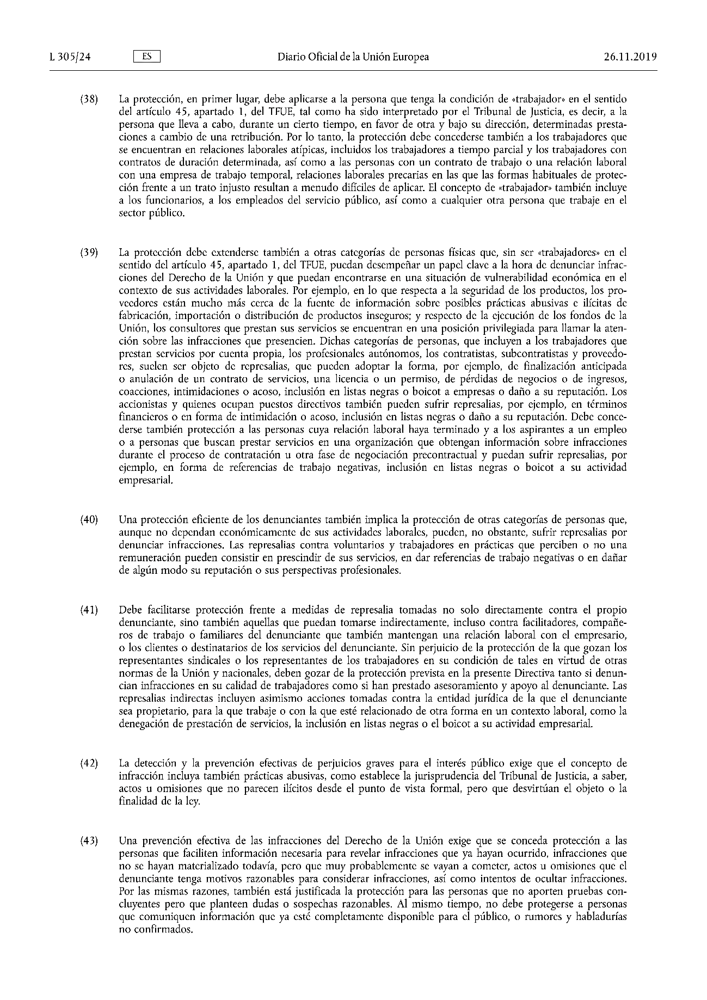 L 305/24 ES Diario Oficial de la Unión Europea 26.11.2019
(38) La protección, en primer lugar, debe aplicarse a la persona que tenga la condición de «trabajador» en el sentido
del artículo 45, apartado 1, del TFUE, tal como ha sido interpretado por el Tribunal de Justicia, es decir, a la
persona que lleva a cabo, durante un cierto tiempo, en favor de otra y bajo su dirección, determinadas presta-
ciones a cambio de una retribución. Por lo tanto, la protección debe concederse también a los trabajadores que
se encuentran en relaciones laborales atípicas, incluidos los trabajadores a tiempo parcial y los trabajadores con
contratos de duración determinada, así como a las personas con un contrato de trabajo o una relación laboral
con una empresa de trabajo temporal, relaciones laborales precarias en las que las formas habituales de protec-
ción frente a un trato injusto resultan a menudo difíciles de aplicar. El concepto de «trabajador» también incluye
a los funcionarios, a los empleados del servicio público, así como a cualquier otra persona que trabaje en el
sector público.
(39) La protección debe extenderse también a otras categorías de personas físicas que, sin ser «trabajadores» en el
sentido del artículo 45, apartado 1, del TFUE, puedan desempeñar un papel clave a la hora de denunciar infrac-
ciones del Derecho de la Unión y que puedan encontrarse en una situación de vulnerabilidad económica en el
contexto de sus actividades laborales. Por ejemplo, en lo que respecta a la seguridad de los productos, los pro-
veedores están mucho más cerca de la fuente de información sobre posibles prácticas abusivas e ilícitas de
fabricación, importación o distribución de productos inseguros; y respecto de la ejecución de los fondos de la
Unión, los consultores que prestan sus servicios se encuentran en una posición privilegiada para llamar la aten-
ción sobre las infracciones que presencien. Dichas categorías de personas, que incluyen a los trabajadores que
prestan servicios por cuenta propia, los profesionales autónomos, los contratistas, subcontratistas y proveedo-
res, suelen ser objeto de represalias, que pueden adoptar la forma, por ejemplo, de finalización anticipada
o anulación de un contrato de servicios, una licencia o un permiso, de pérdidas de negocios o de ingresos,
coacciones, intimidaciones o acoso, inclusión en listas negras o boicot a empresas o daño a su reputación. Los
accionistas y quienes ocupan puestos directivos también pueden sufrir represalias, por ejemplo, en términos
financieros o en forma de intimidación o acoso, inclusión en listas negras o daño a su reputación. Debe conce-
derse también protección a las personas cuya relación laboral haya terminado y a los aspirantes a un empleo
o a personas que buscan prestar servicios en una organización que obtengan información sobre infracciones
durante el proceso de contratación u otra fase de negociación precontractual y puedan sufrir represalias, por
ejemplo, en forma de referencias de trabajo negativas, inclusión en listas negras o boicot a su actividad
empresarial.
(40) Una protección eficiente de los denunciantes también implica la protección de otras categorías de personas que,
aunque no dependan económicamente de sus actividades laborales, pueden, no obstante, sufrir represalias por
denunciar infracciones. Las represalias contra voluntarios y trabajadores en prácticas que perciben o no una
remuneración pueden consistir en prescindir de sus servicios, en dar referencias de trabajo negativas o en dañar
de algún modo su reputación o sus perspectivas profesionales.
(41) Debe facilitarse protección frente a medidas de represalia tomadas no solo directamente contra el propio
denunciante, sino también aquellas que puedan tomarse indirectamente, incluso contra facilitadores, compañe-
ros de trabajo o familiares del denunciante que también mantengan una relación laboral con el empresario,
o los clientes o destinatarios de los servicios del denunciante. Sin perjuicio de la protección de la que gozan los
representantes sindicales o los representantes de los trabajadores en su condición de tales en virtud de otras
normas de la Unión y nacionales, deben gozar de la protección prevista en la presente Directiva tanto si denun-
cian infracciones en su calidad de trabajadores como si han prestado asesoramiento y apoyo al denunciante. Las
represalias indirectas incluyen asimismo acciones tomadas contra la entidad jurídica de la que el denunciante
sea propietario, para la que trabaje o con la que esté relacionado de otra forma en un contexto laboral, como la
denegación de prestación de servicios, la inclusión en listas negras o el boicot a su actividad empresarial.
(42) La detección y la prevención efectivas de perjuicios graves para el interés público exige que el concepto de
infracción incluya también prácticas abusivas, como establece la jurisprudencia del Tribunal de Justicia, a saber,
actos u omisiones que no parecen ilícitos desde el punto de vista formal, pero que desvirtúan el objeto o la
finalidad de la ley.
(43) Una prevención efectiva de las infracciones del Derecho de la Unión exige que se conceda protección a las
personas que faciliten información necesaria para revelar infracciones que ya hayan ocurrido, infracciones que
no se hayan materializado todavía, pero que muy probablemente se vayan a cometer, actos u omisiones que el
denunciante tenga motivos razonables para considerar infracciones, así como intentos de ocultar infracciones.
Por las mismas razones, también está justificada la protección para las personas que no aporten pruebas con-
cluyentes pero que planteen dudas o sospechas razonables. Al mismo tiempo, no debe protegerse a personas
que comuniquen información que ya esté completamente disponible para el público, o rumores y habladurías
no confirmados.